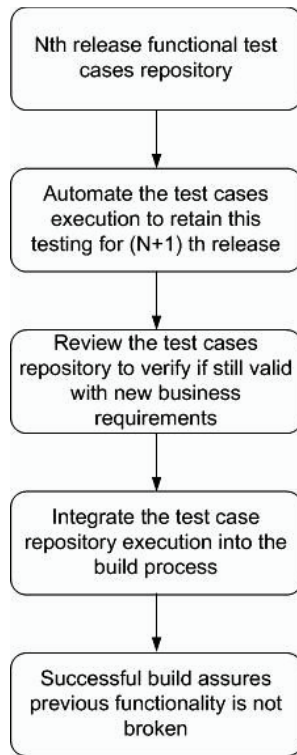 Nth release functional test
cases repository
Automate the test cases
execution to retain this
testing for (N+1) th release
Review the test cases
repository to verify if still valid
with new business
requirements
Integrate the test case
repository execution into the
build process
Successful build assures
previous functionality is not
broken